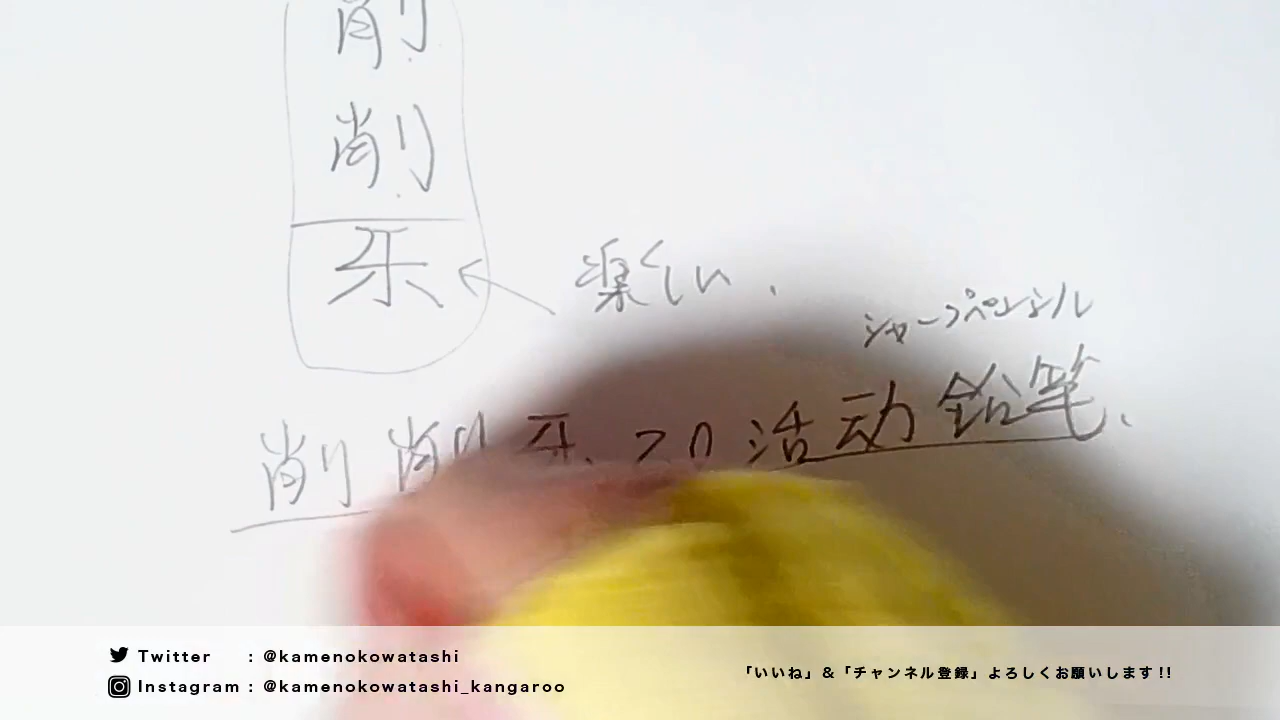 削
削
乐
楽しい.
シャープペンシル
削削乐. 2.0 活动铅笔.
Twitter : @kamenokowatashi
Instagram : @kamenokowatashi_kangaroo
「いいね」&「チャンネル登録」よろしくお願いします!!